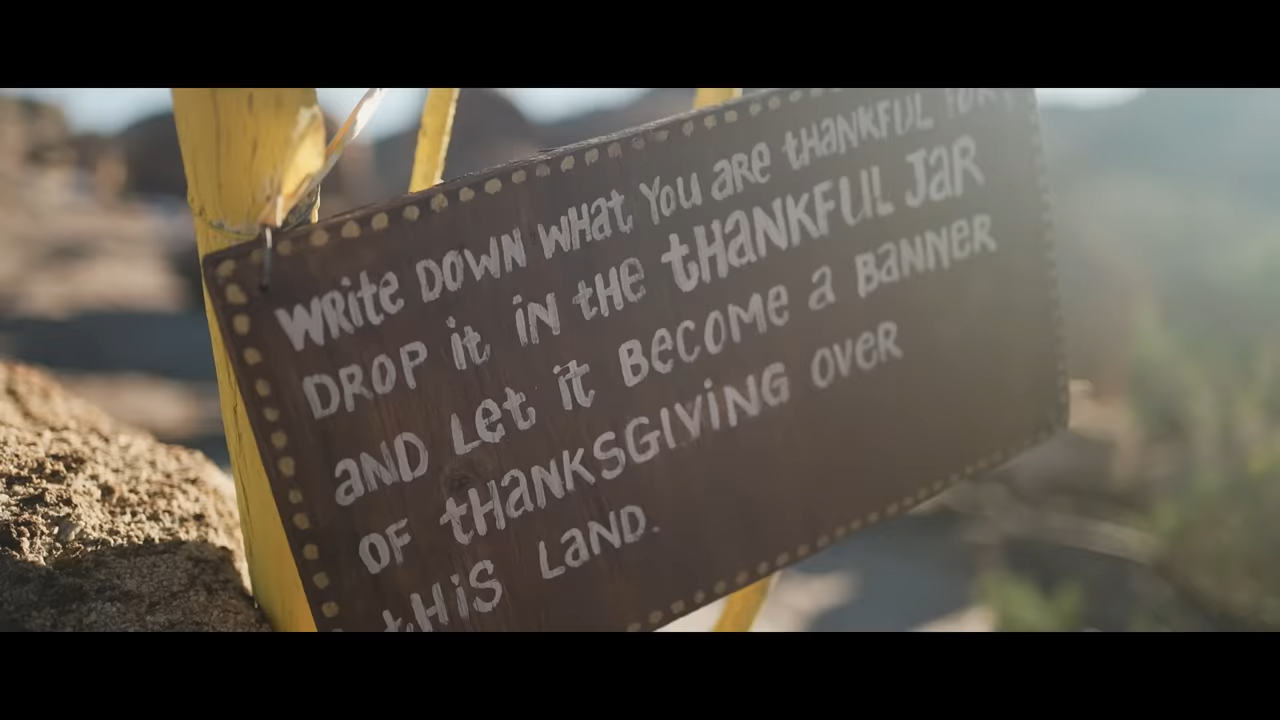 WRite DOWN WHat You are tHANKFUL FOR,
DROP it iN tHe tHaNKFUL JaR
aND Let it BeCOMe a BaNNeR
OF tHaNKSGiViNG OVeR
tHiS LaND.